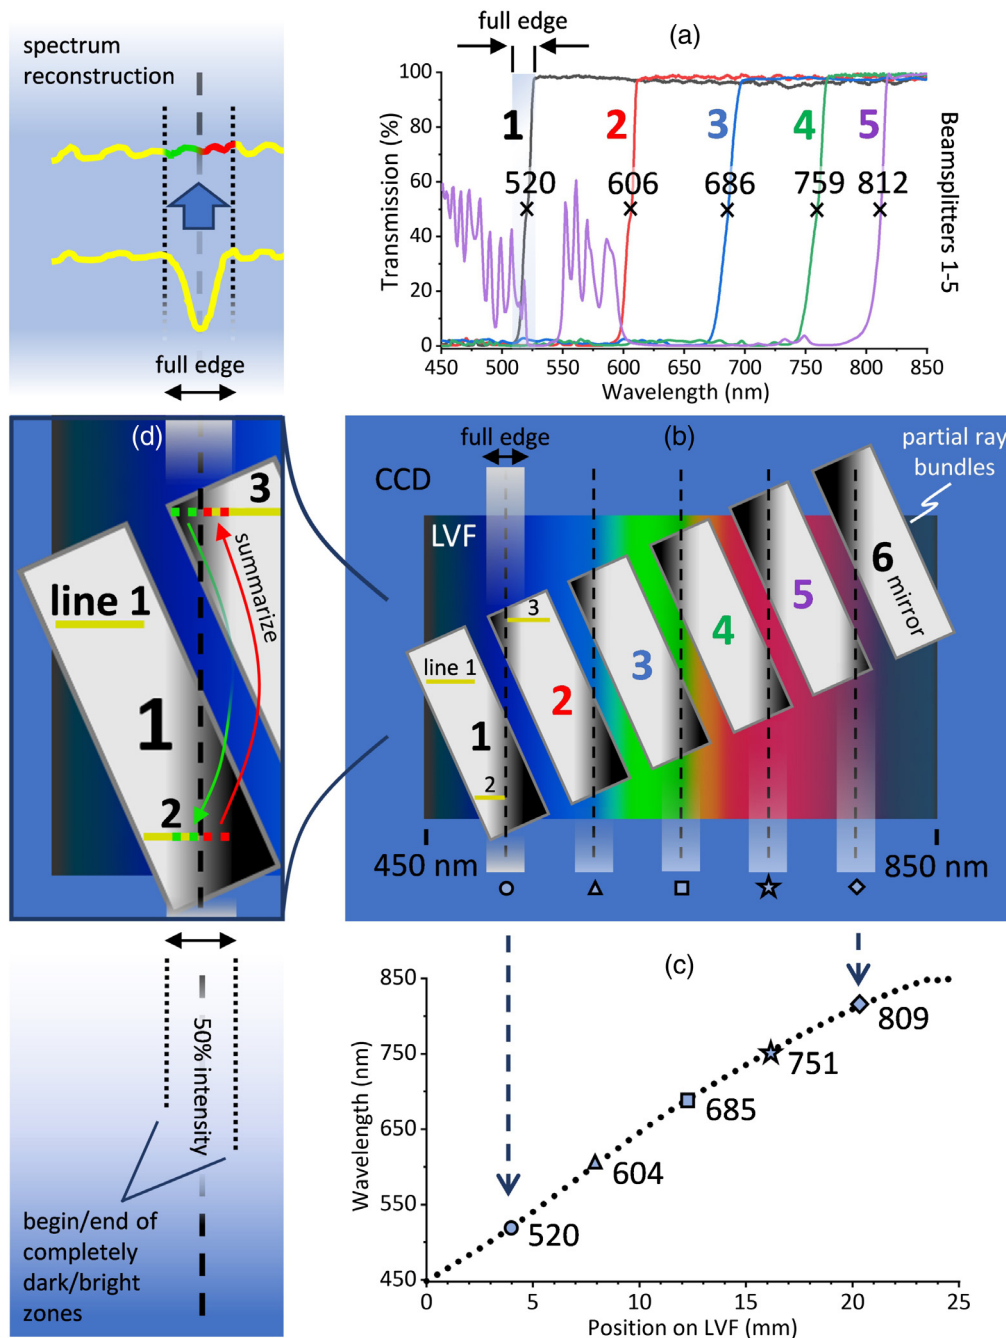 spectrum
reconstruction
full edge
full edge
(a)
100
80
60
40
20
0
Transmission (%)
1
2
3
4
5
520
606
686
759
812
450
500
550
600
650
700
750
800
850
Wavelength (nm)
Beamsplitters 1-5
(d)
3
line 1
summarize
1
2
full edge
(b)
partial ray
bundles
CCD
LVF
3
line 1
1
2
2
3
4
5
6
mirror
450 nm
850 nm
50% intensity
begin/end of
completely
dark/bright
zones
(c)
850
750
650
550
450
Wavelength (nm)
809
751
685
604
520
0
5
10
15
20
25
Position on LVF (mm)